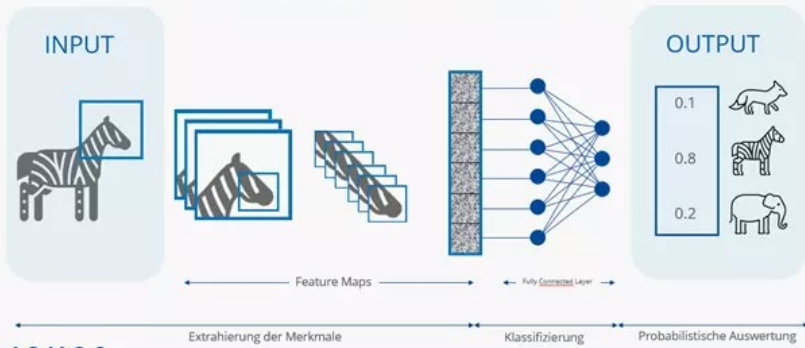 INPUT
OUTPUT
0.1
0.8
0.2
Feature Maps
Fully Connected Layer
Extrahierung der Merkmale
Klassifizierung
Probabilistische Auswertung